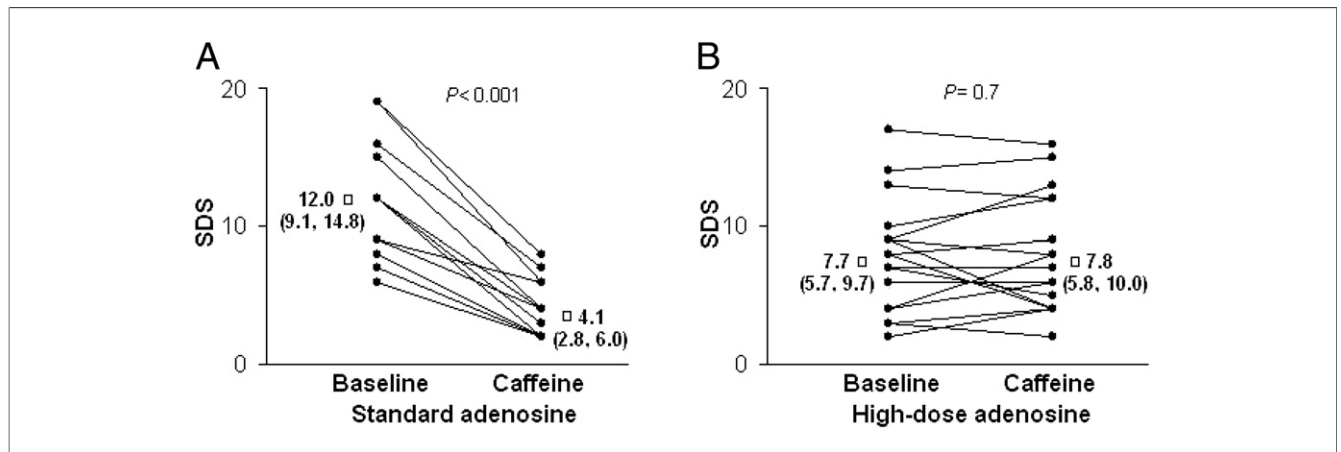 A
B
20
10
0
SDS
P< 0.001
12.0
(9.1, 14.8)
4.1
(2.8, 6.0)
Baseline Caffeine
Standard adenosine
20
10
0
SDS
P= 0.7
7.7
(5.7, 9.7)
7.8
(5.8, 10.0)
Baseline Caffeine
High-dose adenosine